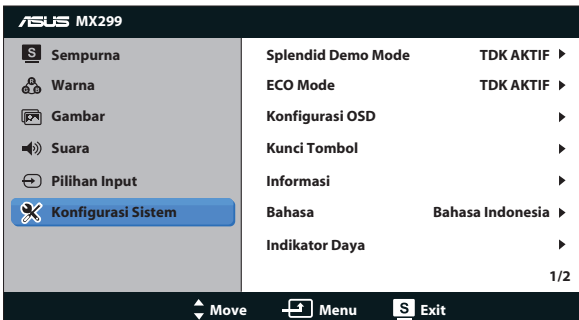 ASUS MX299
S Sempurna
Warna
Gambar
Suara
Pilihan Input
Konfigurasi Sistem
Splendid Demo Mode TDK AKTIF
ECO Mode TDK AKTIF
Konfigurasi OSD
Kunci Tombol
Informasi
Bahasa Bahasa Indonesia
Indikator Daya
1/2
Move Menu S Exit